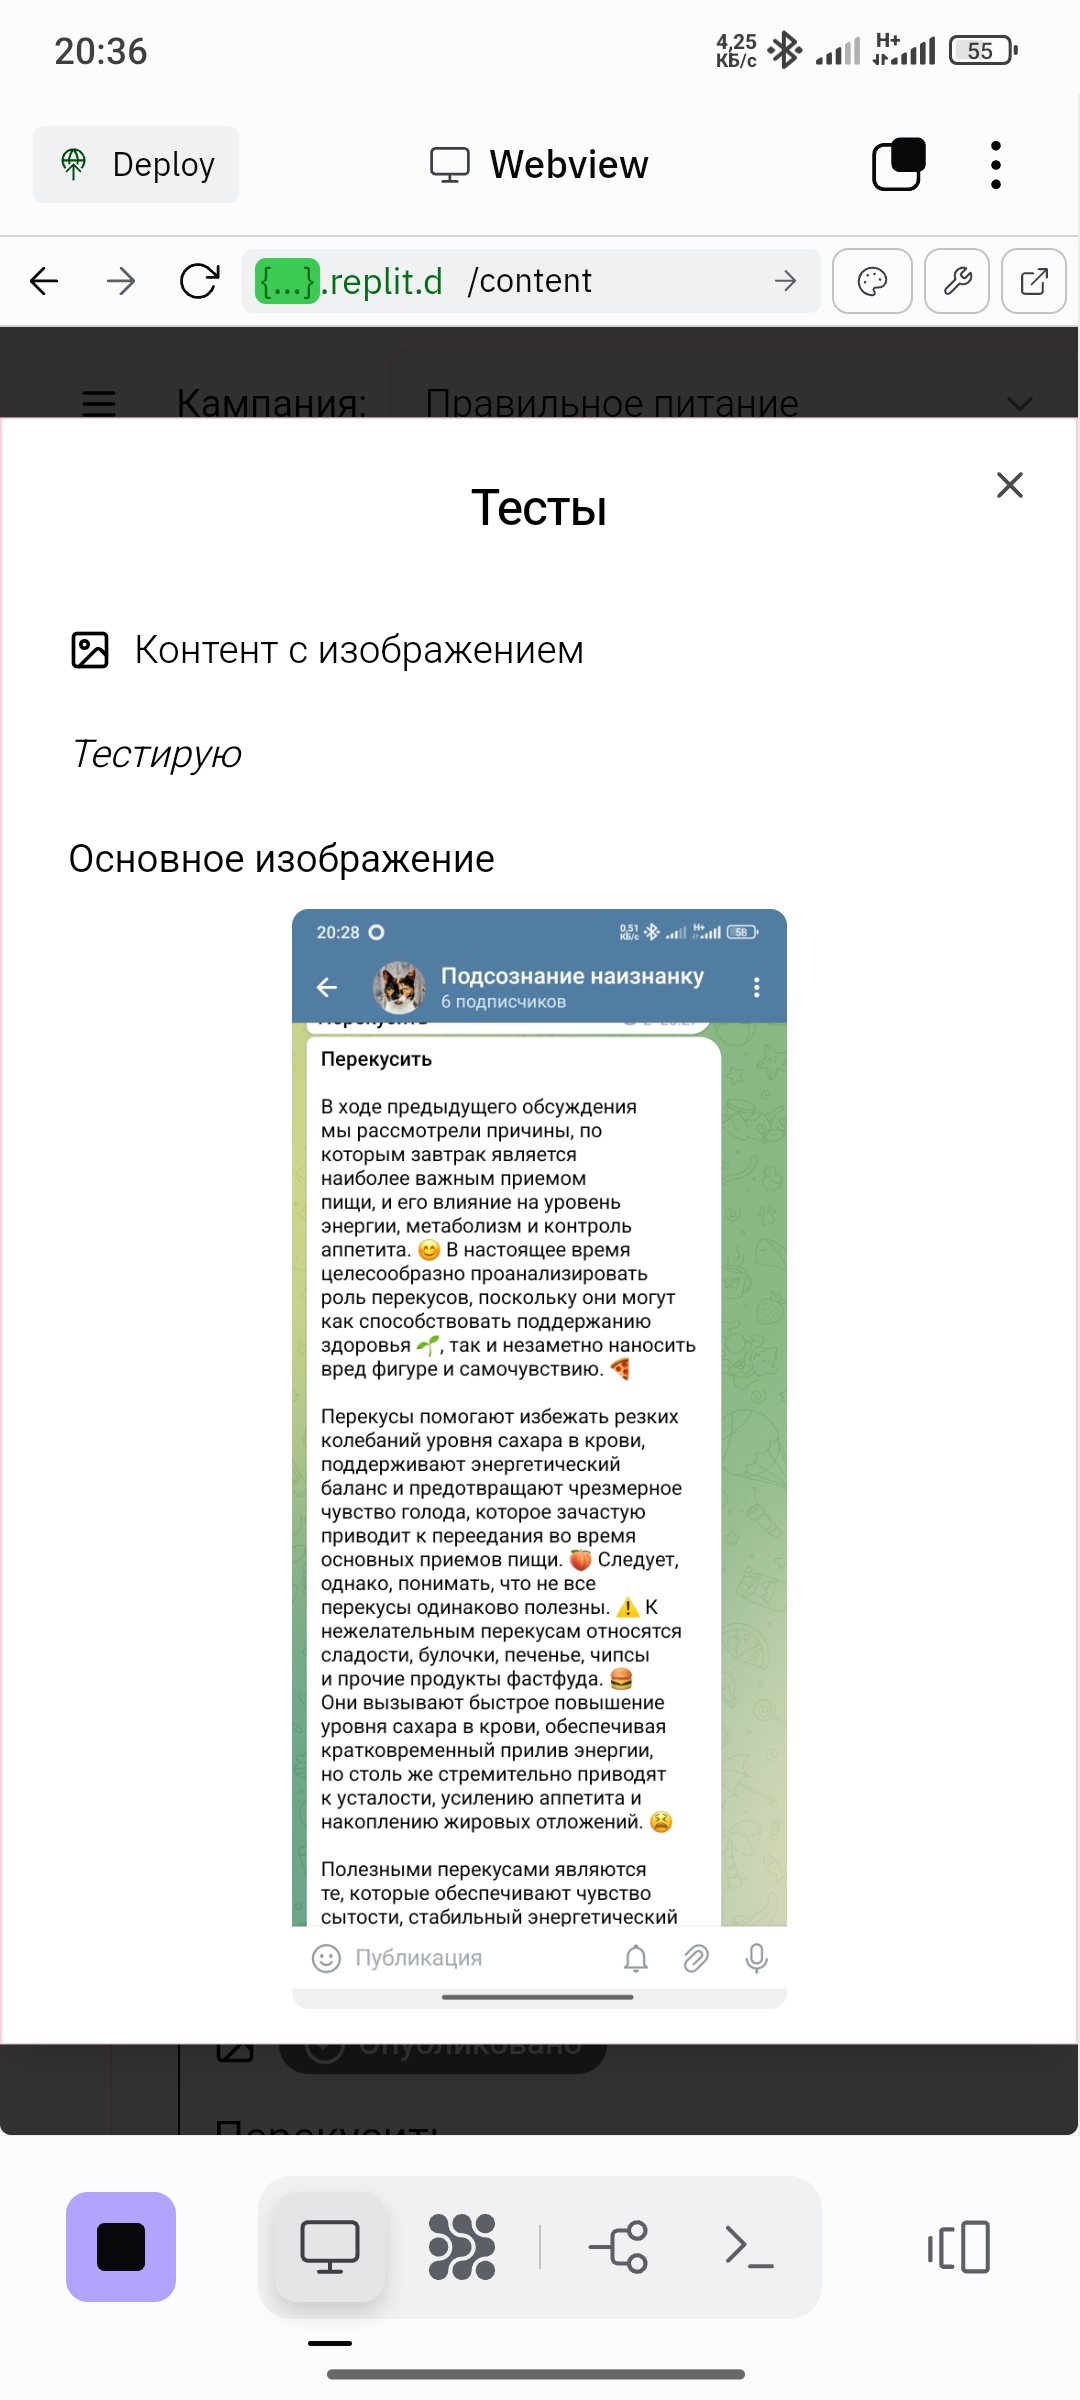 20:36
4,25
КБ/с
H+
55
Deploy
Webview
{...}.replit.d /content
Кампания:
Правильное питание
Тесты
Контент с изображением
Тестирую
Основное изображение
20:28
0,51
КБ/с
H+
58
Подсознание наизнанку
6 подписчиков
Перекусить
Перекусить
В ходе предыдущего обсуждения
мы рассмотрели причины, по
которым завтрак является
наиболее важным приемом
пищи, и его влияние на уровень
энергии, метаболизм и контроль
аппетита. 😊 В настоящее время
целесообразно проанализировать
роль перекусов, поскольку они могут
как способствовать поддержанию
здоровья 🌱, так и незаметно наносить
вред фигуре и самочувствию. 🍕
Перекусы помогают избежать резких
колебаний уровня сахара в крови,
поддерживают энергетический
баланс и предотвращают чрезмерное
чувство голода, которое зачастую
приводит к переедания во время
основных приемов пищи. 🍑 Следует,
однако, понимать, что не все
перекусы одинаково полезны. ⚠️ К
нежелательным перекусам относятся
сладости, булочки, печенье, чипсы
и прочие продукты фастфуда. 🍔
Они вызывают быстрое повышение
уровня сахара в крови, обеспечивая
кратковременный прилив энергии,
но столь же стремительно приводят
к усталости, усилению аппетита и
накоплению жировых отложений. 😫
Полезными перекусами являются
те, которые обеспечивают чувство
сытости, стабильный энергетический
Публикация
Опубликовано
Перекусить